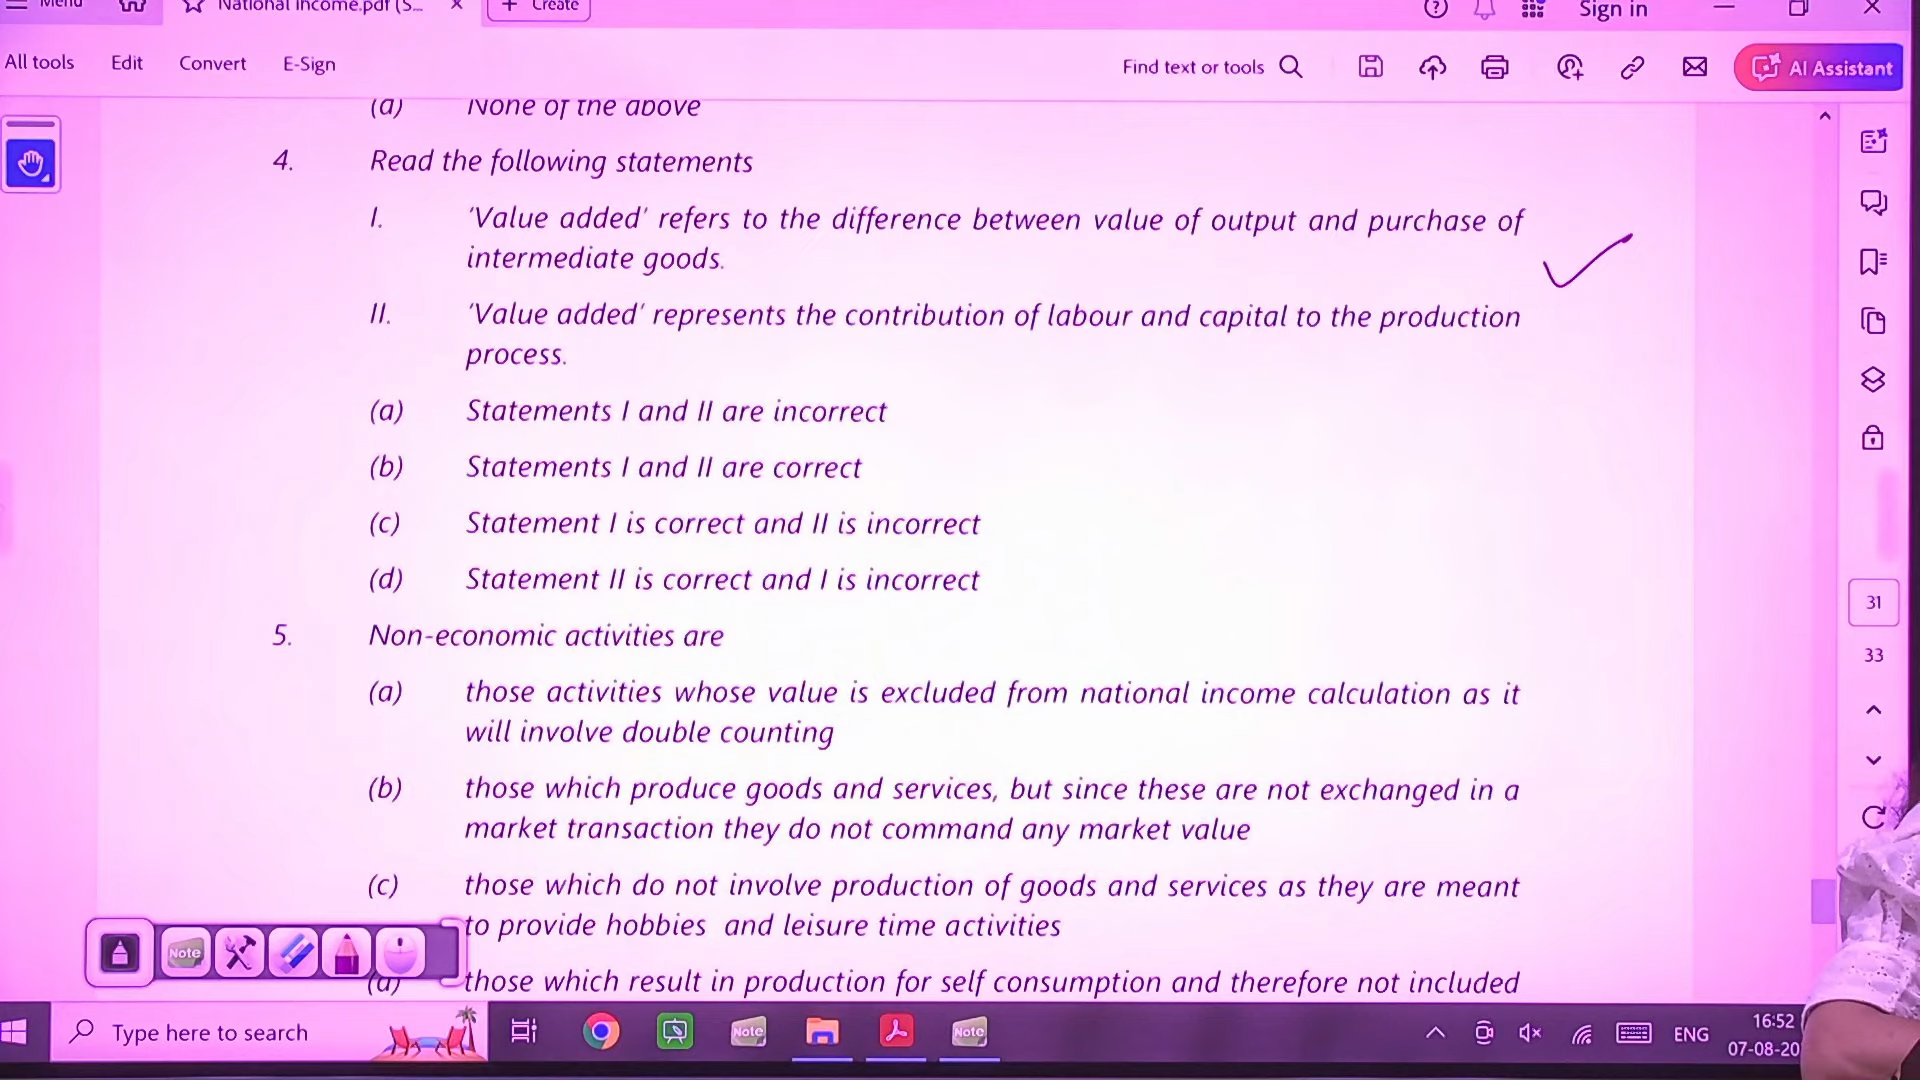 Menu
National Income.pdf (S...
+ Create
Sign in
All tools
Edit
Convert
E-Sign
Find text or tools
AI Assistant
(d) None of the above
4. Read the following statements
I. 'Value added' refers to the difference between value of output and purchase of
intermediate goods.
II. 'Value added' represents the contribution of labour and capital to the production
process.
(a) Statements I and II are incorrect
(b) Statements I and II are correct
(c) Statement I is correct and II is incorrect
(d) Statement II is correct and I is incorrect
5. Non-economic activities are
(a) those activities whose value is excluded from national income calculation as it
will involve double counting
(b) those which produce goods and services, but since these are not exchanged in a
market transaction they do not command any market value
(c) those which do not involve production of goods and services as they are meant
to provide hobbies and leisure time activities
(d) those which result in production for self consumption and therefore not included
31
33
Note
Type here to search
Note
Note
ENG
16:52
07-08-20